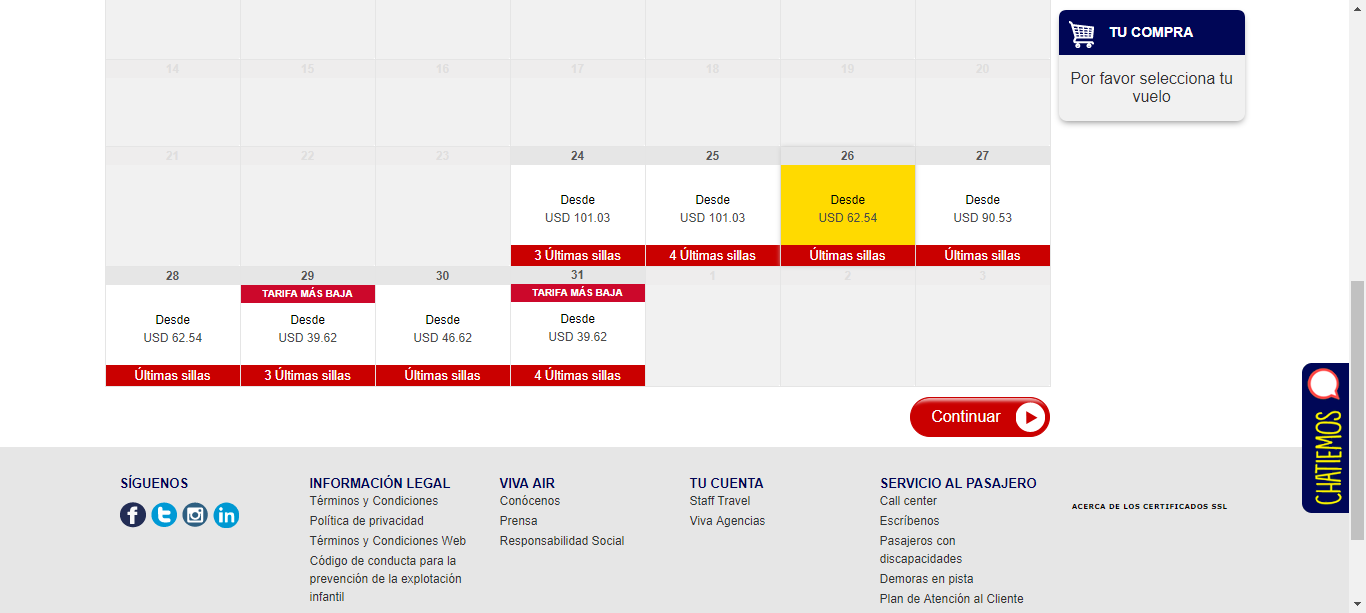 TU COMPRA
Por favor selecciona tu
vuelo
14 15 16 17 18 19 20
21 22 23 24 25 26 27
Desde Desde Desde Desde
USD 101.03 USD 101.03 USD 62.54 USD 90.53
3 Últimas sillas 4 Últimas sillas Últimas sillas Últimas sillas
28 29 30 31 1 2 3
TARIFA MÁS BAJA TARIFA MÁS BAJA
Desde Desde Desde Desde
USD 62.54 USD 39.62 USD 46.62 USD 39.62
Últimas sillas 3 Últimas sillas Últimas sillas 4 Últimas sillas
Continuar
CHATIEMOS
SÍGUENOS
INFORMACIÓN LEGAL
Términos y Condiciones
Política de privacidad
Términos y Condiciones Web
Código de conducta para la
prevención de la explotación
infantil
VIVA AIR
Conócenos
Prensa
Responsabilidad Social
TU CUENTA
Staff Travel
Viva Agencias
SERVICIO AL PASAJERO
Call center
Escríbenos
Pasajeros con
discapacidades
Demoras en pista
Plan de Atención al Cliente
ACERCA DE LOS CERTIFICADOS SSL